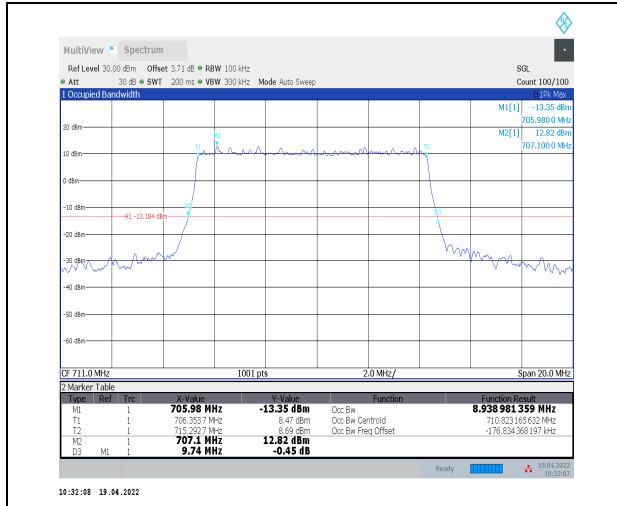 MultiView Spectrum
Ref Level 30.00 dBm Offset 3.71 dB RBW 100 kHz SGL
Att 30 dB SWT 200 ms VBW 300 kHz Mode Auto Sweep Count 100/100
1 Occupied Bandwidth 1Pk Max
M1[1] -13.35 dBm
705.9800 MHz
M2[1] 12.82 dBm
707.1000 MHz
20 dBm
M2
T1 T2
10 dBm
0 dBm
M1
-10 dBm
D3
H1 -13.184 dBm
-20 dBm
-30 dBm
-40 dBm
-50 dBm
-60 dBm
CF 711.0 MHz 1001 pts 2.0 MHz/ Span 20.0 MHz
2 Marker Table
Type Ref Trc X-Value Y-Value Function Function Result
M1 1 705.98 MHz -13.35 dBm Occ Bw 8.938 981 359 MHz
T1 1 706.3537 MHz 8.47 dBm Occ Bw Centroid 710.823 165 632 MHz
T2 1 715.2927 MHz 8.69 dBm Occ Bw Freq Offset -176.834 368 197 kHz
M2 1 707.1 MHz 12.82 dBm
D3 M1 1 9.74 MHz -0.45 dB
Ready 19.04.2022
10:32:07
10:32:08 19.04.2022